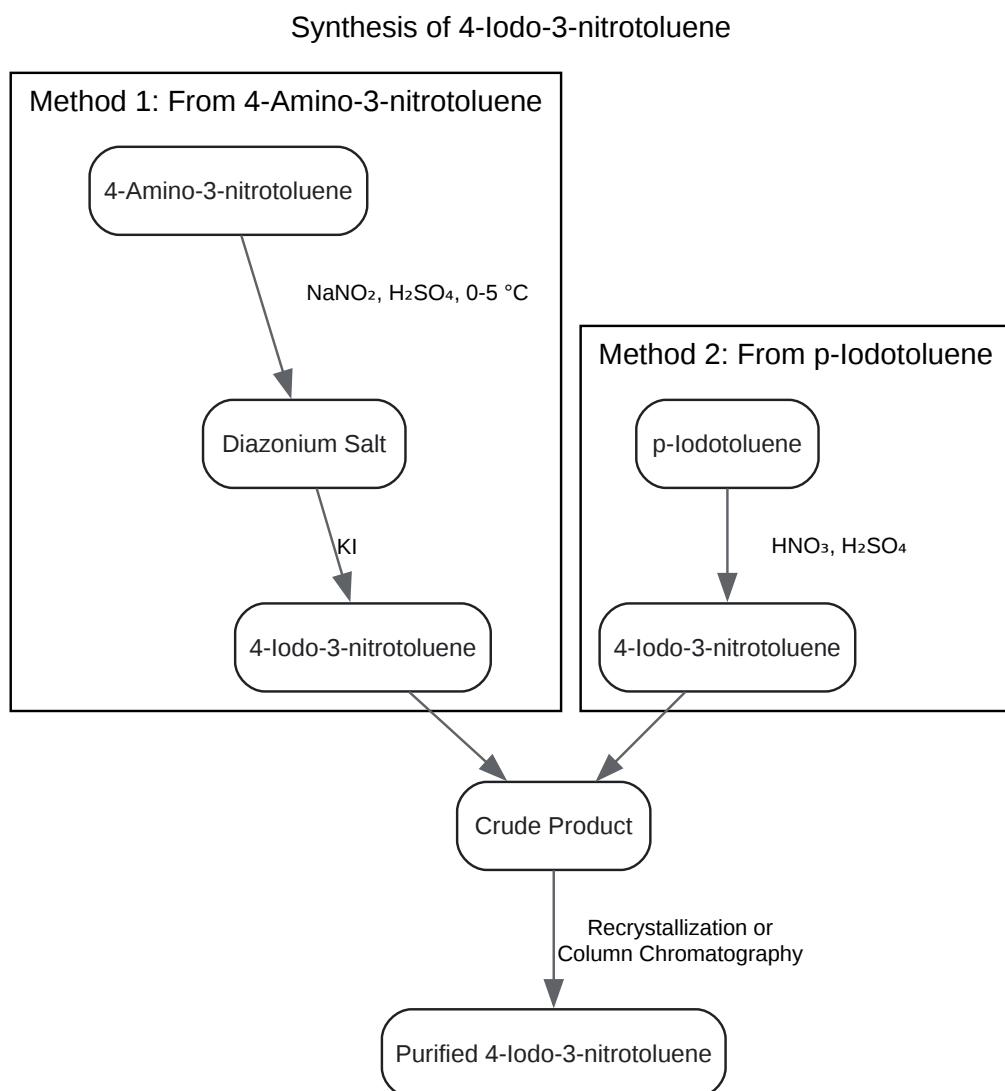 Synthesis of 4-Iodo-3-nitrotoluene
Method 1: From 4-Amino-3-nitrotoluene
4-Amino-3-nitrotoluene
NaNO₂, H₂SO₄, 0-5 °C
Diazonium Salt
KI
4-Iodo-3-nitrotoluene
Method 2: From p-Iodotoluene
p-Iodotoluene
HNO₃, H₂SO₄
4-Iodo-3-nitrotoluene
Crude Product
Recrystallization or
Column Chromatography
Purified 4-Iodo-3-nitrotoluene